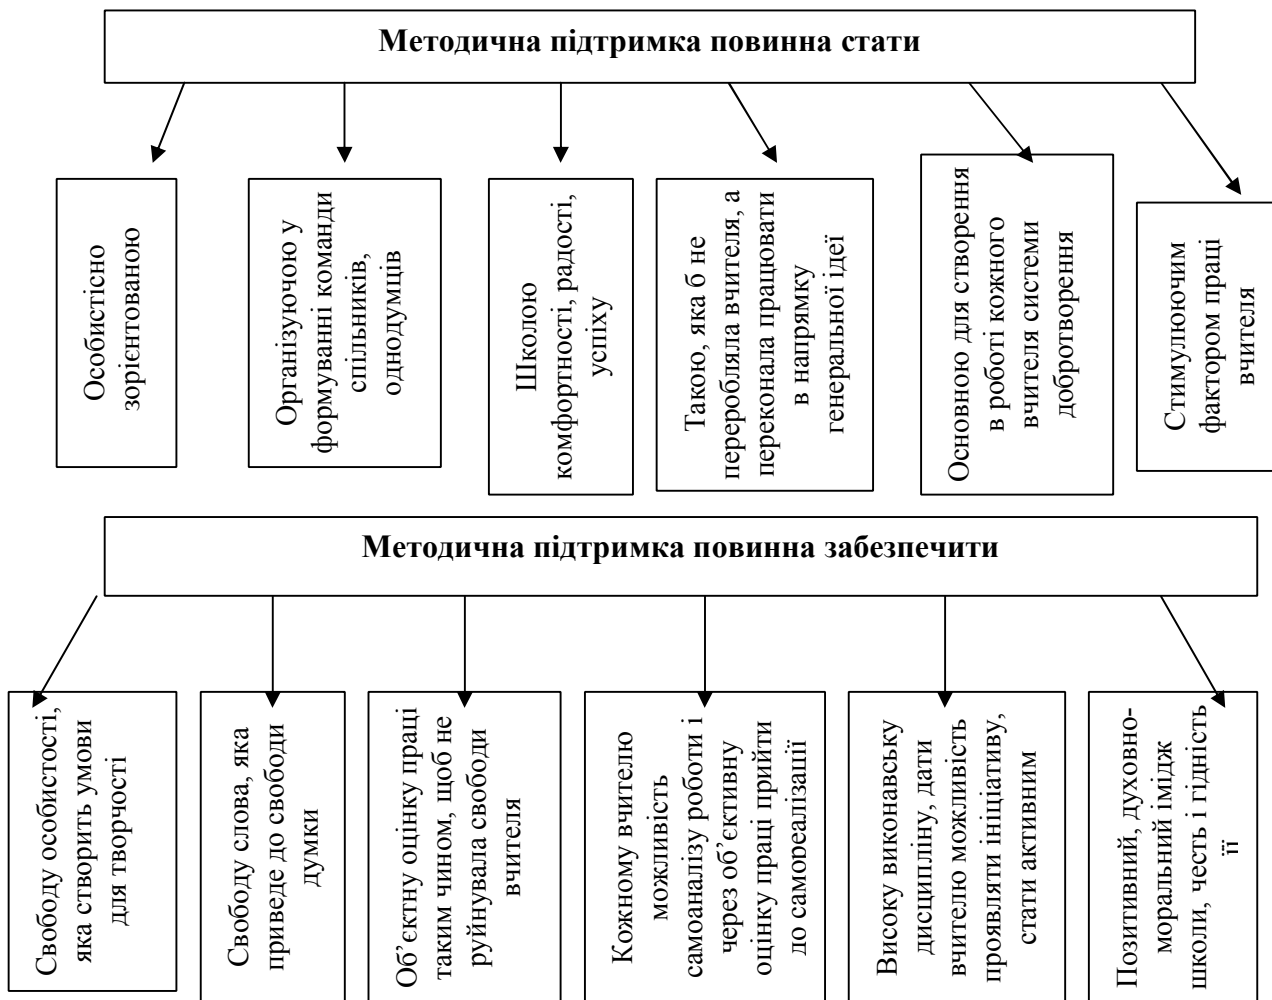 Методична підтримка повинна стати
Особистісно
зорієнтованою
Організуючою у
формуванні команди
спільників,
однодумців
Школою
комфортності, радості,
успіху
Такою, яка б не
переробляла вчителя, а
переконала працювати
в напрямку
генеральної ідеї
Основною для створення
в роботі кожного
вчителя системи
добротворення
Стимулюючим
фактором праці
вчителя
Методична підтримка повинна забезпечити
Свободу особистості,
яка створить умови
для творчості
Свободу слова, яка
приведе до свободи
думки
Об’єктну оцінку праці
таким чином, щоб не
руйнувала свободи
вчителя
Кожному вчителю
можливість
самоаналізу роботи і
через об’єктивну
оцінку праці прийти
до самореалізації
Високу виконавську
дисципліну, дати
вчителю можливість
проявляти ініціативу,
стати активним
Позитивний, духовно-
моральний імідж
школи, честь і гідність
її